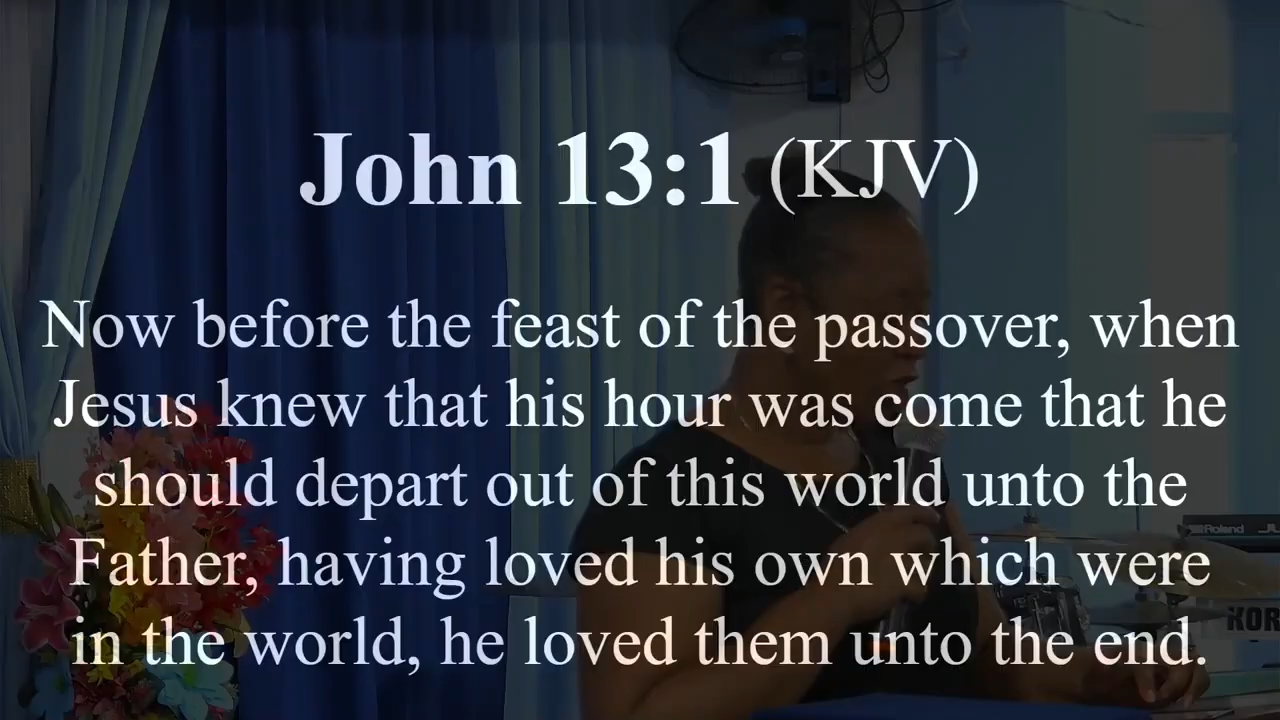 John 13:1 (KJV)
Now before the feast of the passover, when
Jesus knew that his hour was come that he
should depart out of this world unto the
Father, having loved his own which were
in the world, he loved them unto the end.
Roland
KOR